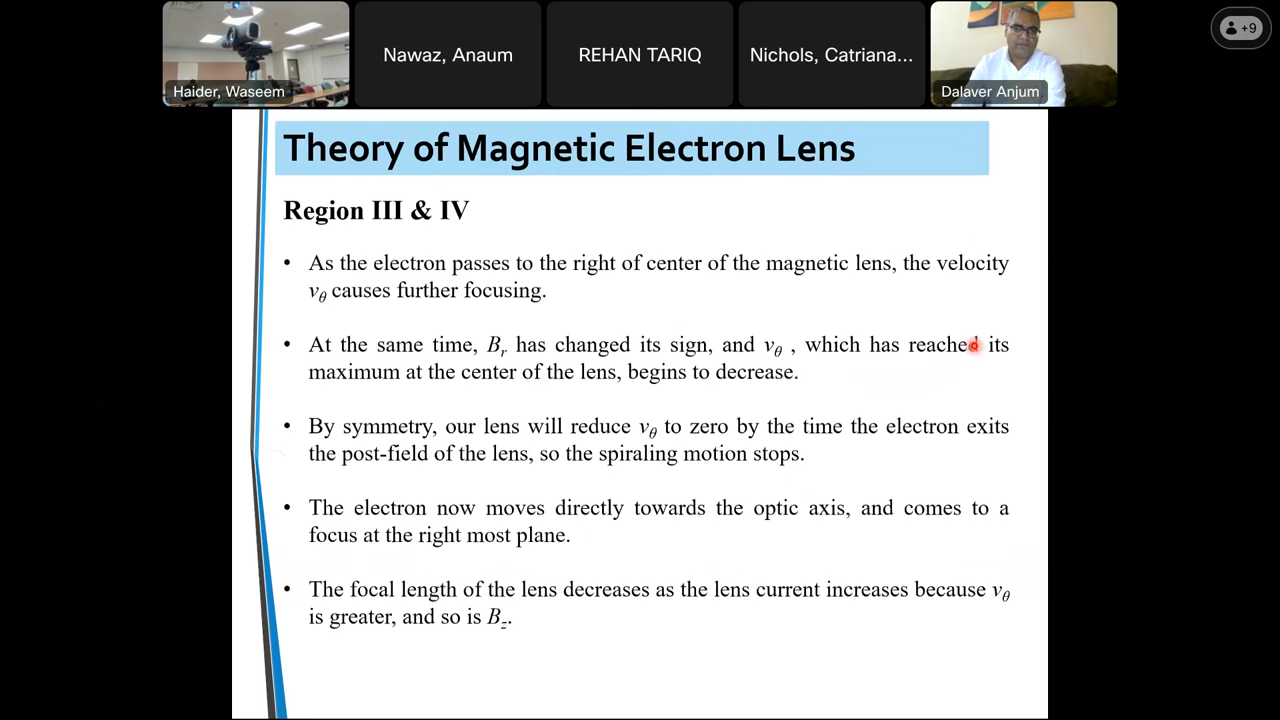 Haider, Waseem
Nawaz, Anaum
REHAN TARIQ
Nichols, Catriana...
Dalaver Anjum
+9
Theory of Magnetic Electron Lens
Region III & IV
• As the electron passes to the right of center of the magnetic lens, the velocity
vθ causes further focusing.
• At the same time, Br has changed its sign, and vθ , which has reached its
maximum at the center of the lens, begins to decrease.
• By symmetry, our lens will reduce vθ to zero by the time the electron exits
the post-field of the lens, so the spiraling motion stops.
• The electron now moves directly towards the optic axis, and comes to a
focus at the right most plane.
• The focal length of the lens decreases as the lens current increases because vθ
is greater, and so is Bz.